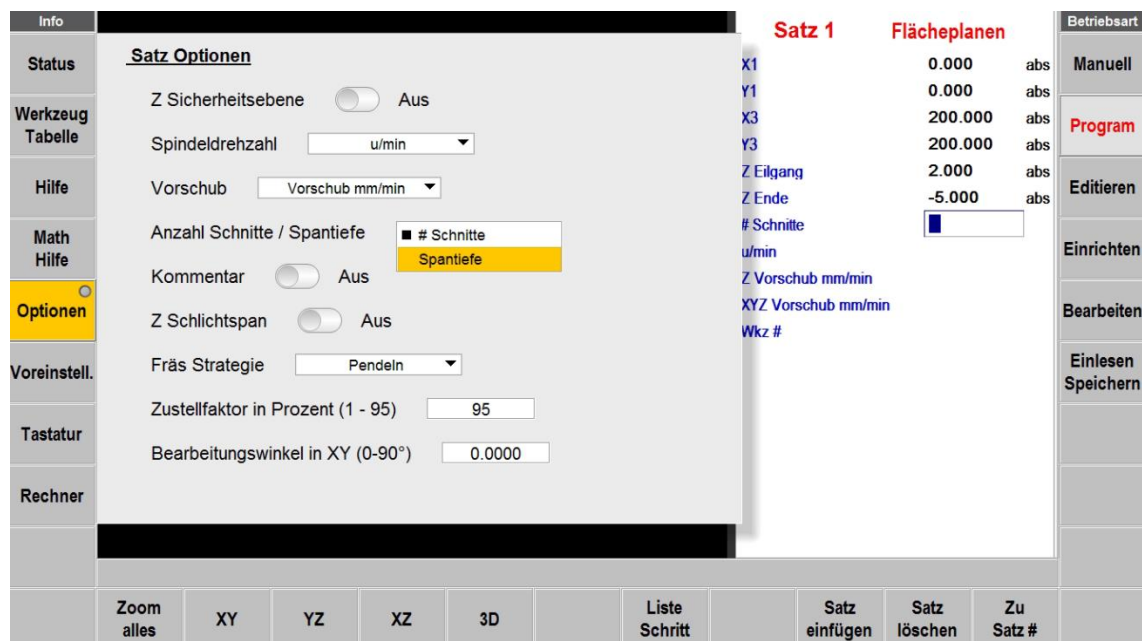 Info
Status
Werkzeug
Tabelle
Hilfe
Math
Hilfe
Optionen
Voreinstell.
Tastatur
Rechner
Satz Optionen
Z Sicherheitsebene Aus
Spindeldrehzahl u/min
Vorschub Vorschub mm/min
Anzahl Schnitte / Spantiefe # Schnitte
Spantiefe
Kommentar Aus
Z Schlichtspan Aus
Fräs Strategie Pendeln
Zustellfaktor in Prozent (1 - 95) 95
Bearbeitungswinkel in XY (0-90°) 0.0000
Satz 1 Flächeplanen
X1 0.000 abs
Y1 0.000 abs
X3 200.000 abs
Y3 200.000 abs
Z Eilgang 2.000 abs
Z Ende -5.000 abs
# Schnitte
u/min
Z Vorschub mm/min
XYZ Vorschub mm/min
Wkz #
Betriebsart
Manuell
Program
Editieren
Einrichten
Bearbeiten
Einlesen
Speichern
Zoom
alles
XY
YZ
XZ
3D
Liste
Schritt
Satz
einfügen
Satz
löschen
Zu
Satz #